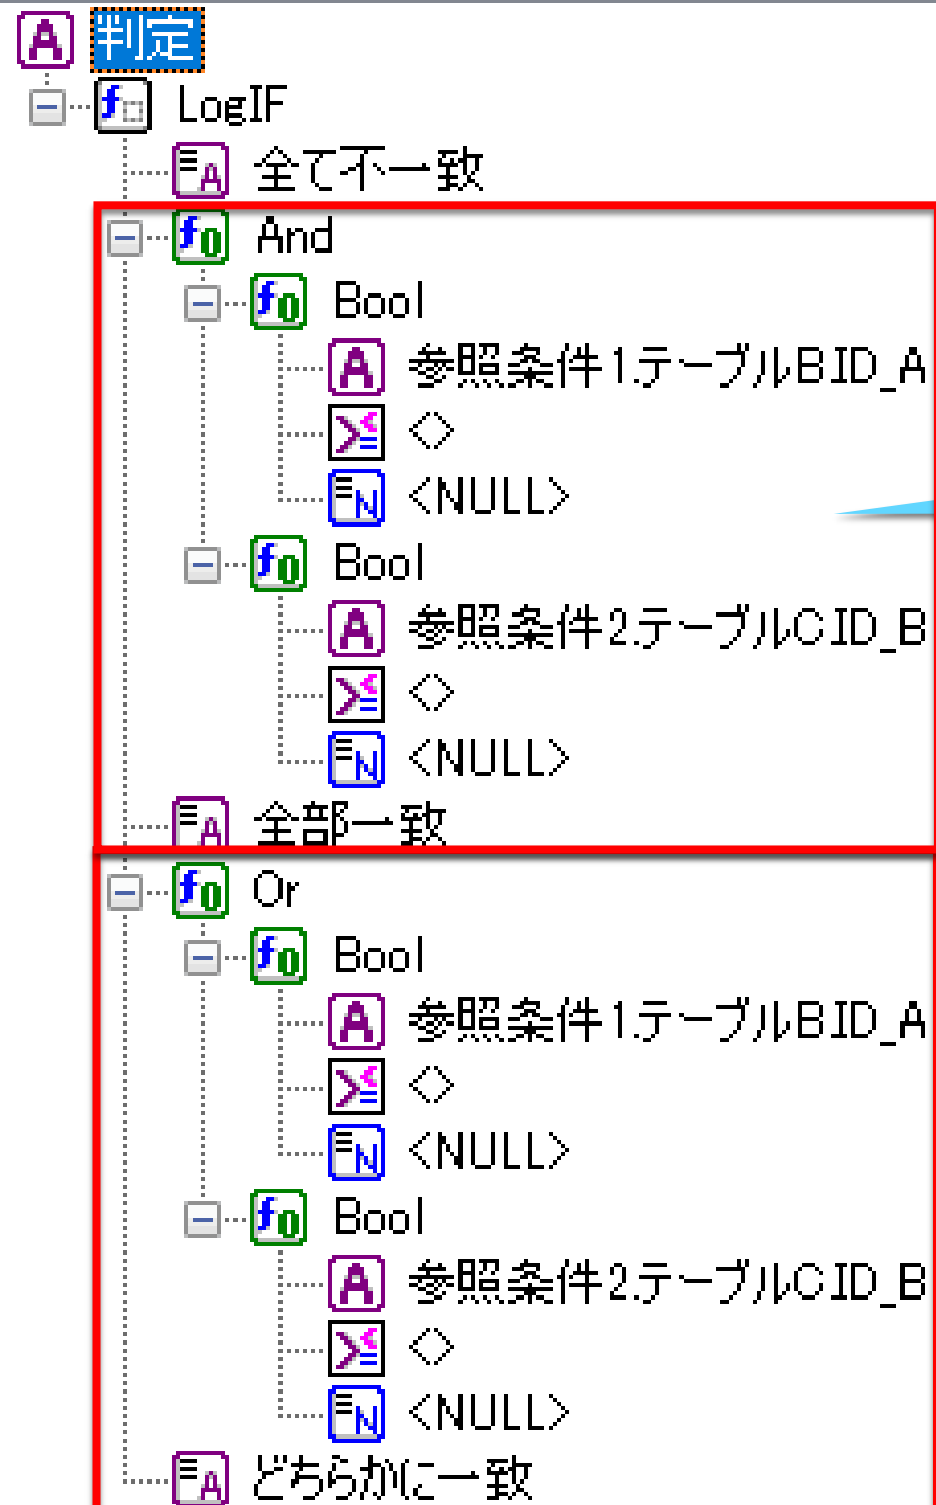 判定
LogIF
全て不一致
And
Bool
参照条件1.テーブルBID_A
<>
<NULL>
Bool
参照条件2.テーブルCID_B
<>
<NULL>
全部一致
Or
Bool
参照条件1.テーブルBID_A
<>
<NULL>
Bool
参照条件2.テーブルCID_B
<>
<NULL>
どちらかに一致